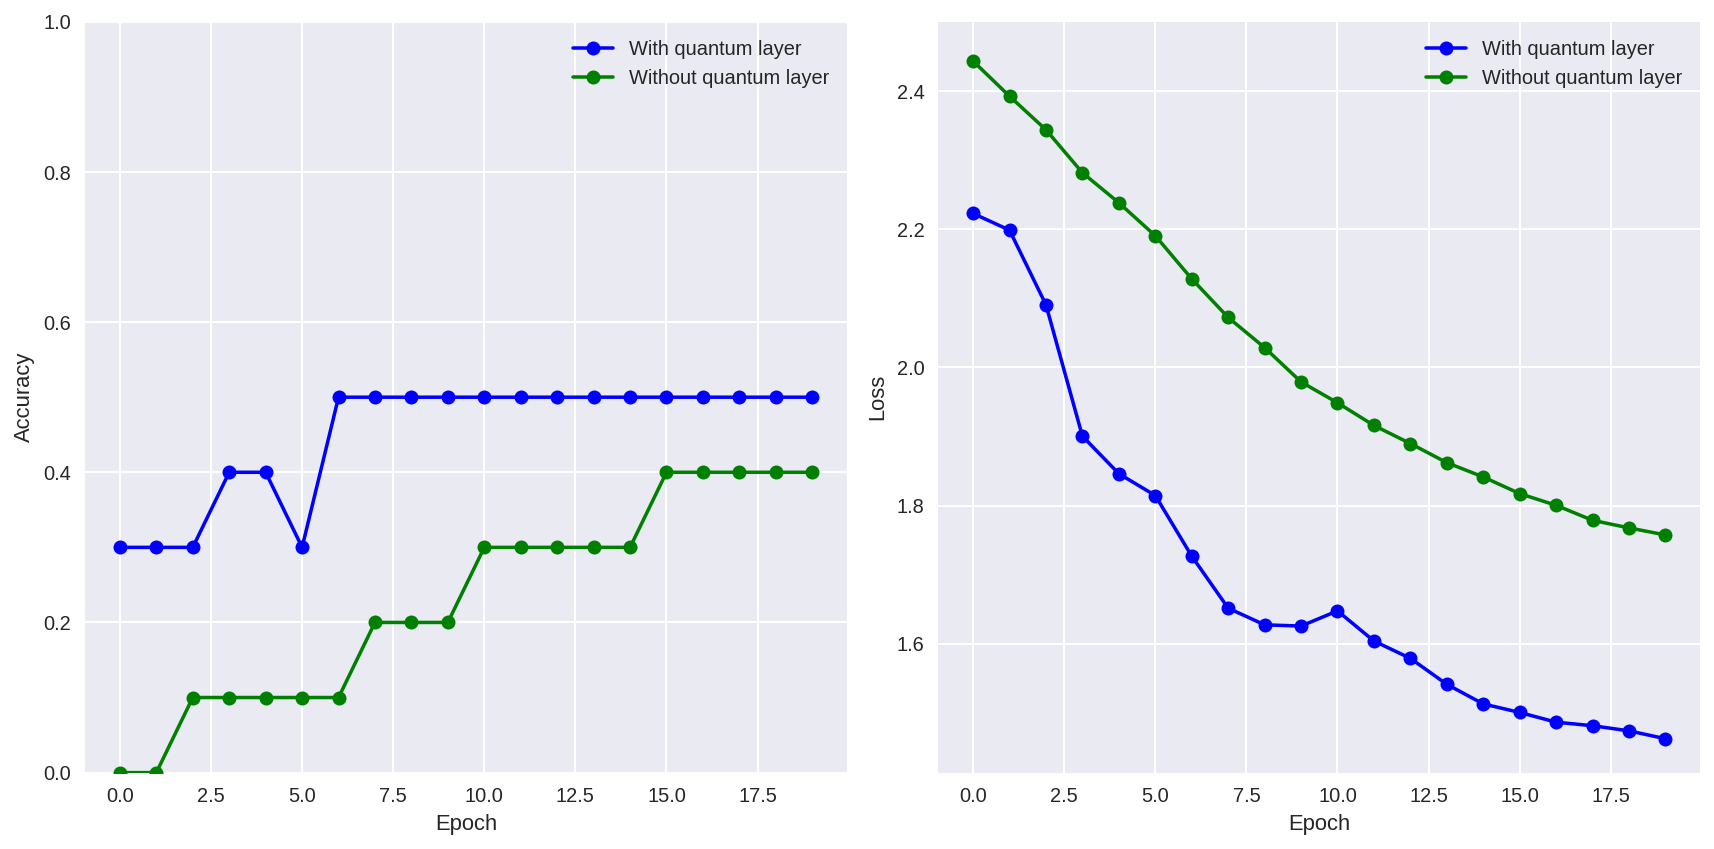 1.0
0.8
0.6
0.4
0.2
0.0
Accuracy
0.0 2.5 5.0 7.5 10.0 12.5 15.0 17.5
Epoch
With quantum layer
Without quantum layer
2.4
2.2
2.0
1.8
1.6
Loss
0.0 2.5 5.0 7.5 10.0 12.5 15.0 17.5
Epoch
With quantum layer
Without quantum layer